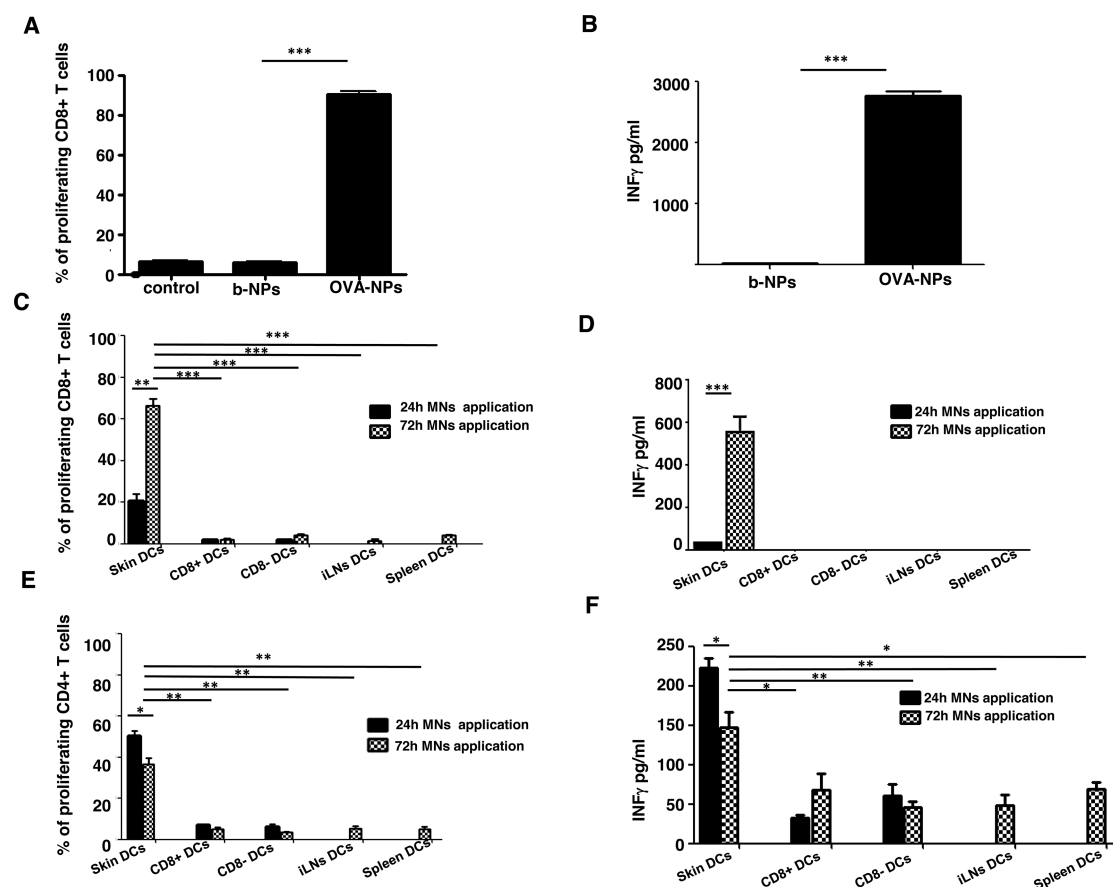 A
***
% of proliferating CD8+ T cells
100
80
60
40
20
0
control
b-NPs
OVA-NPs
B
***
INFγ pg/ml
3000
2000
1000
b-NPs
OVA-NPs
C
% of proliferating CD8+ T cells
100
80
60
40
20
0
***
***
***
***
**
24h MNs application
72h MNs application
Skin DCs
CD8+ DCs
CD8- DCs
iLNs DCs
Spleen DCs
D
INFγ pg/ml
800
600
400
200
0
***
24h MNs application
72h MNs application
Skin DCs
CD8+ DCs
CD8- DCs
iLNs DCs
Spleen DCs
E
% of proliferating CD4+ T cells
100
80
60
40
20
0
**
**
**
**
*
24h MNs application
72h MNs application
Skin DCs
CD8+ DCs
CD8- DCs
iLNs DCs
Spleen DCs
F
INFγ pg/ml
250
200
150
100
50
0
*
*
**
**
*
24h MNs application
72h MNs application
Skin DCs
CD8+ DCs
CD8- DCs
iLNs DCs
Spleen DCs